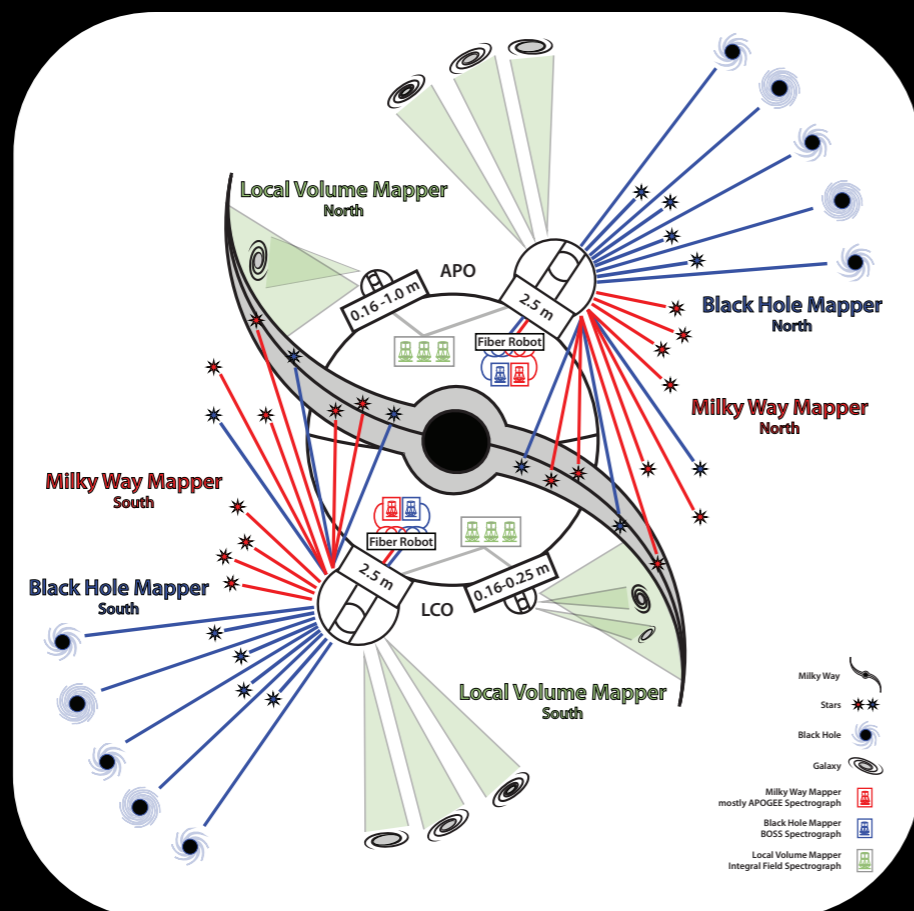 Local Volume Mapper
North
APO
0.16 -1.0 m
2.5 m
Fiber Robot
Black Hole Mapper
North
Milky Way Mapper
North
Milky Way Mapper
South
Fiber Robot
2.5 m
LCO
0.16-0.25 m
Black Hole Mapper
South
Local Volume Mapper
South
Milky Way
Stars
Black Hole
Galaxy
Milky Way Mapper
mostly APOGEE Spectrograph
Black Hole Mapper
BOSS Spectrograph
Local Volume Mapper
Integral Field Spectrograph